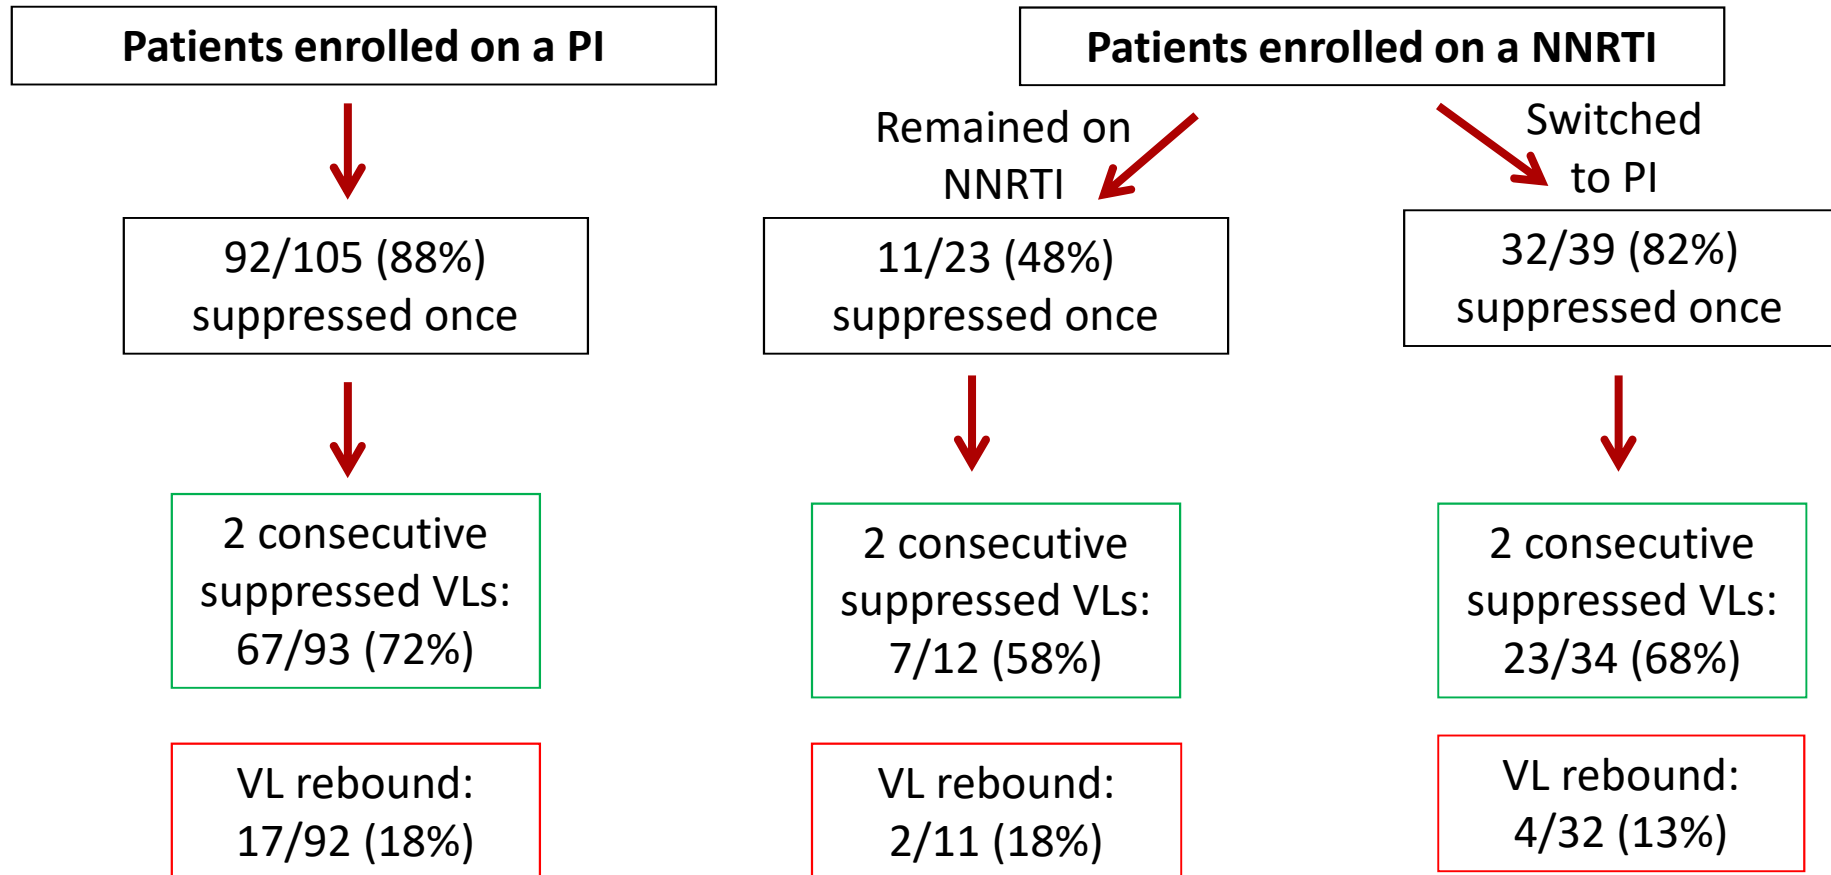 Patients enrolled on a PI
Patients enrolled on a NNRTI
Remained on
NNRTI
Switched
to PI
92/105 (88%)
suppressed once
11/23 (48%)
suppressed once
32/39 (82%)
suppressed once
2 consecutive
suppressed VLs:
67/93 (72%)
2 consecutive
suppressed VLs:
7/12 (58%)
2 consecutive
suppressed VLs:
23/34 (68%)
VL rebound:
17/92 (18%)
VL rebound:
2/11 (18%)
VL rebound:
4/32 (13%)